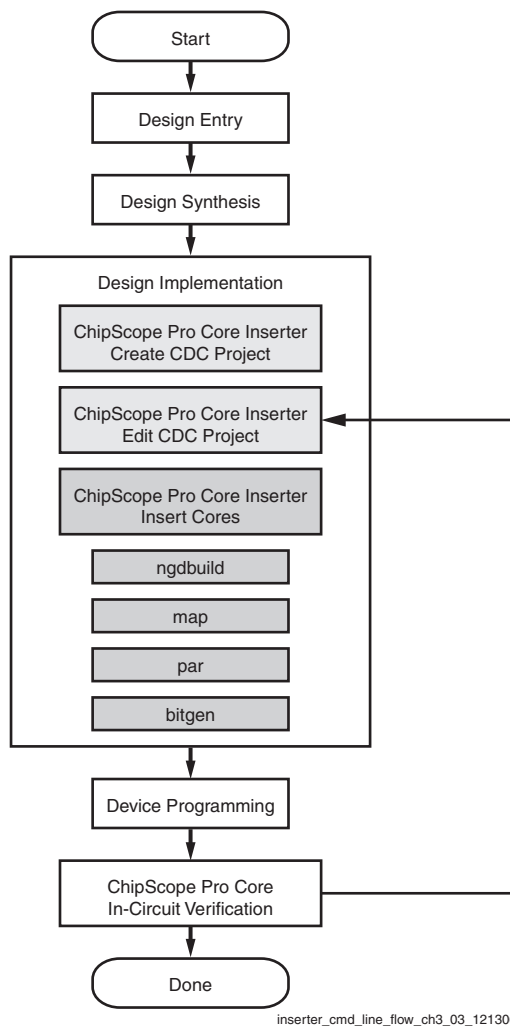 Start
Design Entry
Design Synthesis
Design Implementation
ChipScope Pro Core Inserter
Create CDC Project
ChipScope Pro Core Inserter
Edit CDC Project
ChipScope Pro Core Inserter
Insert Cores
ngdbuild
map
par
bitgen
Device Programming
ChipScope Pro Core
In-Circuit Verification
Done
inserter_cmd_line_flow_ch3_03_12130